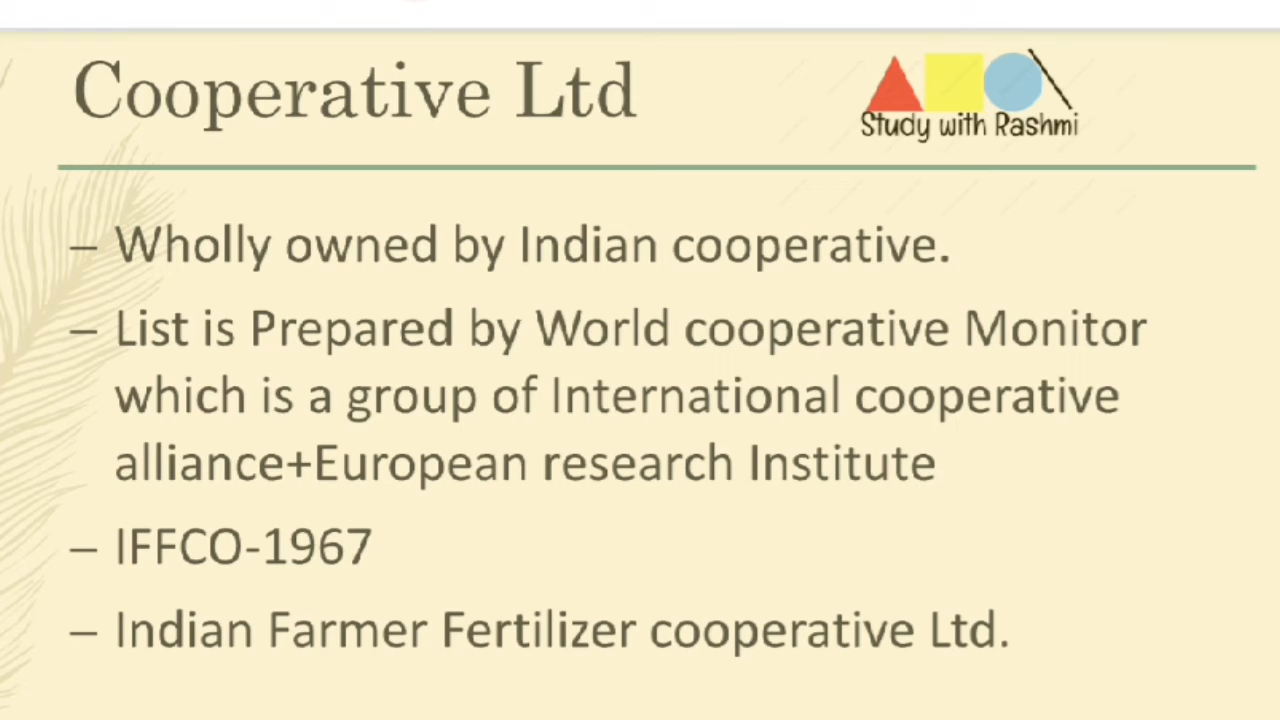 Cooperative Ltd
Study with Rashmi
– Wholly owned by Indian cooperative.
– List is Prepared by World cooperative Monitor
which is a group of International cooperative
alliance+European research Institute
– IFFCO-1967
– Indian Farmer Fertilizer cooperative Ltd.